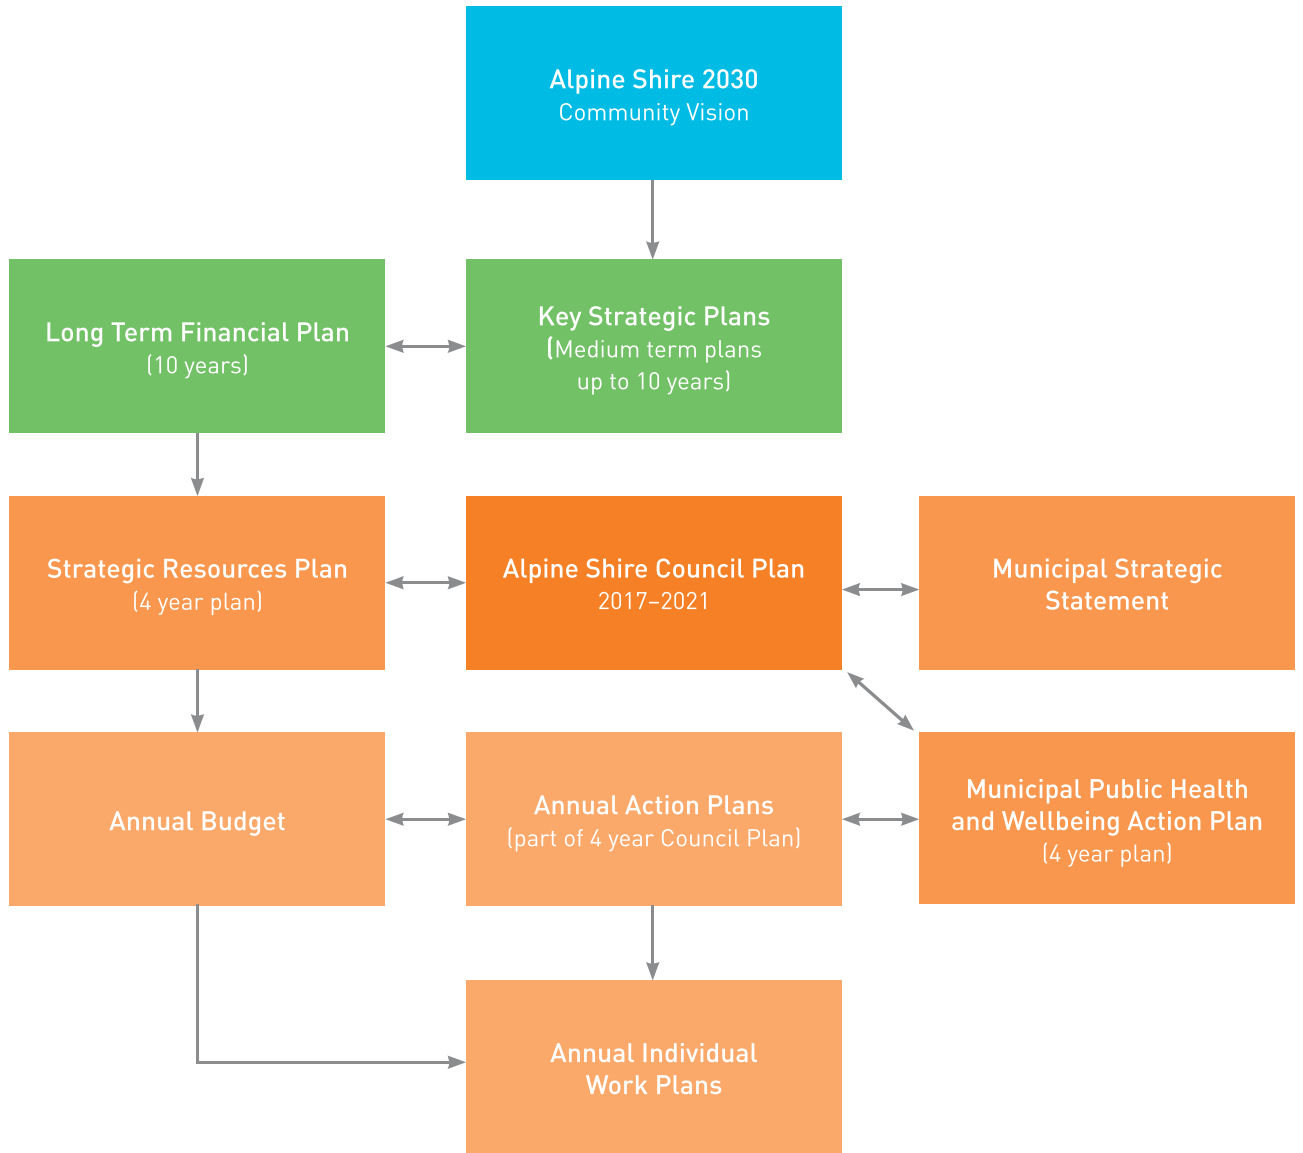 Alpine Shire 2030
Community Vision
Long Term Financial Plan
(10 years)
Key Strategic Plans
(Medium term plans
up to 10 years)
Strategic Resources Plan
(4 year plan)
Alpine Shire Council Plan
2017–2021
Municipal Strategic
Statement
Annual Budget
Annual Action Plans
(part of 4 year Council Plan)
Municipal Public Health
and Wellbeing Action Plan
(4 year plan)
Annual Individual
Work Plans